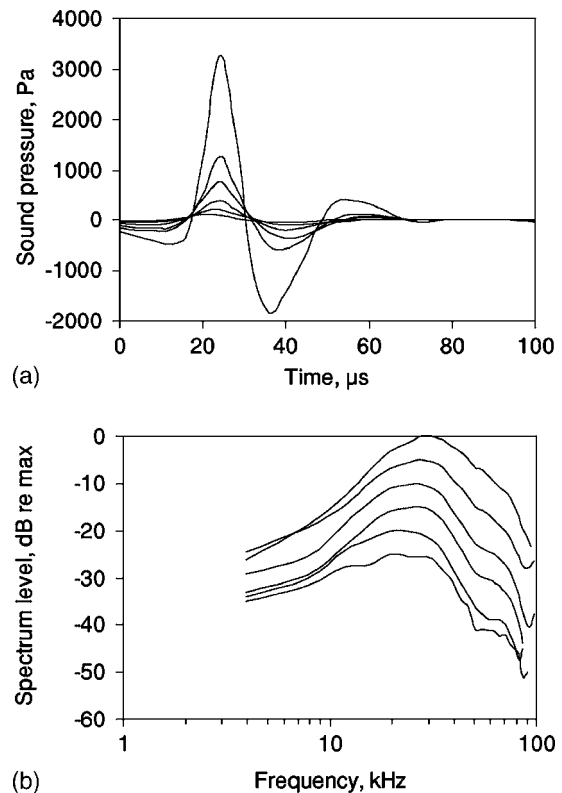 4000
3000
2000
1000
0
-1000
-2000
Sound pressure, Pa
0 20 40 60 80 100
Time, µs
(a)
0
-10
-20
-30
-40
-50
-60
Spectrum level, dB re max
1 10 100
Frequency, kHz
(b)